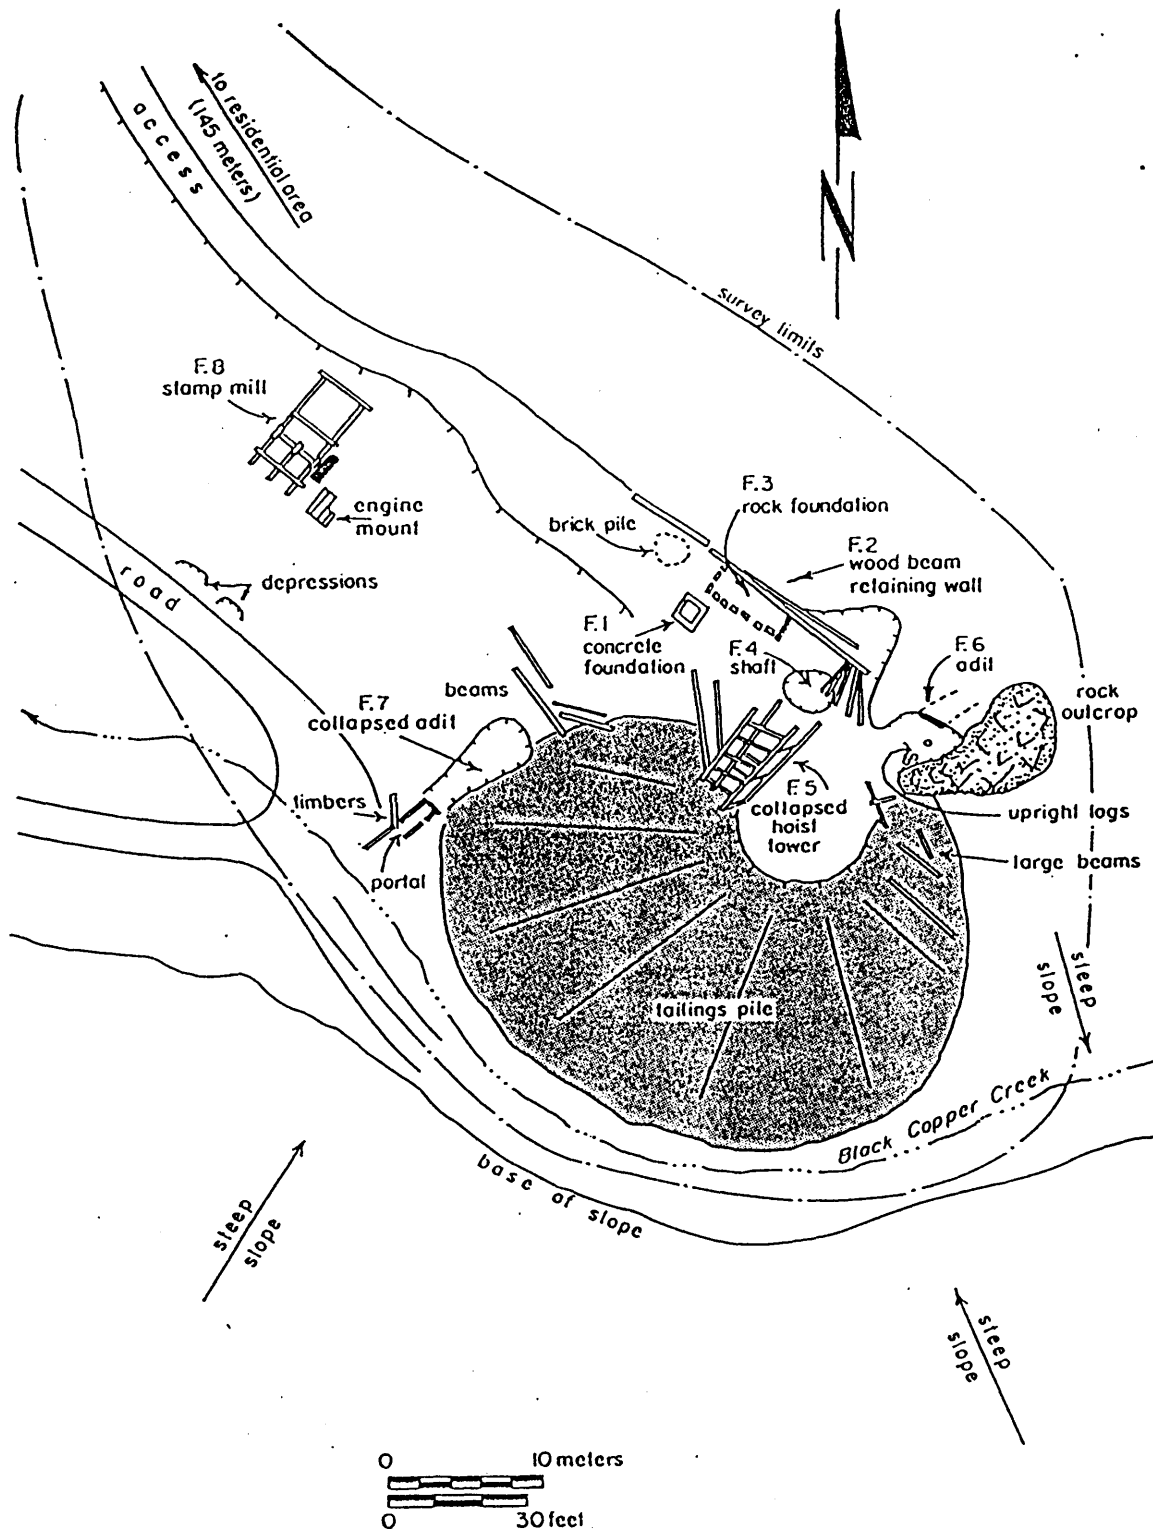 to residential area
(145 meters)
access
N
survey limits
F.8
stamp mill
engine
mount
F.3
rock foundation
brick pile
F.2
wood beam
retaining wall
depressions
road
F.1
concrete
foundation
F.4
shaft
F.6
adit
beams
F.7
collapsed adit
rock
outcrop
timbers
F.5
collapsed
hoist
tower
upright logs
large beams
portal
steep
slope
tailings pile
Black Copper Creek
base of slope
steep
slope
steep
slope
0 10 meters
0 30 feet